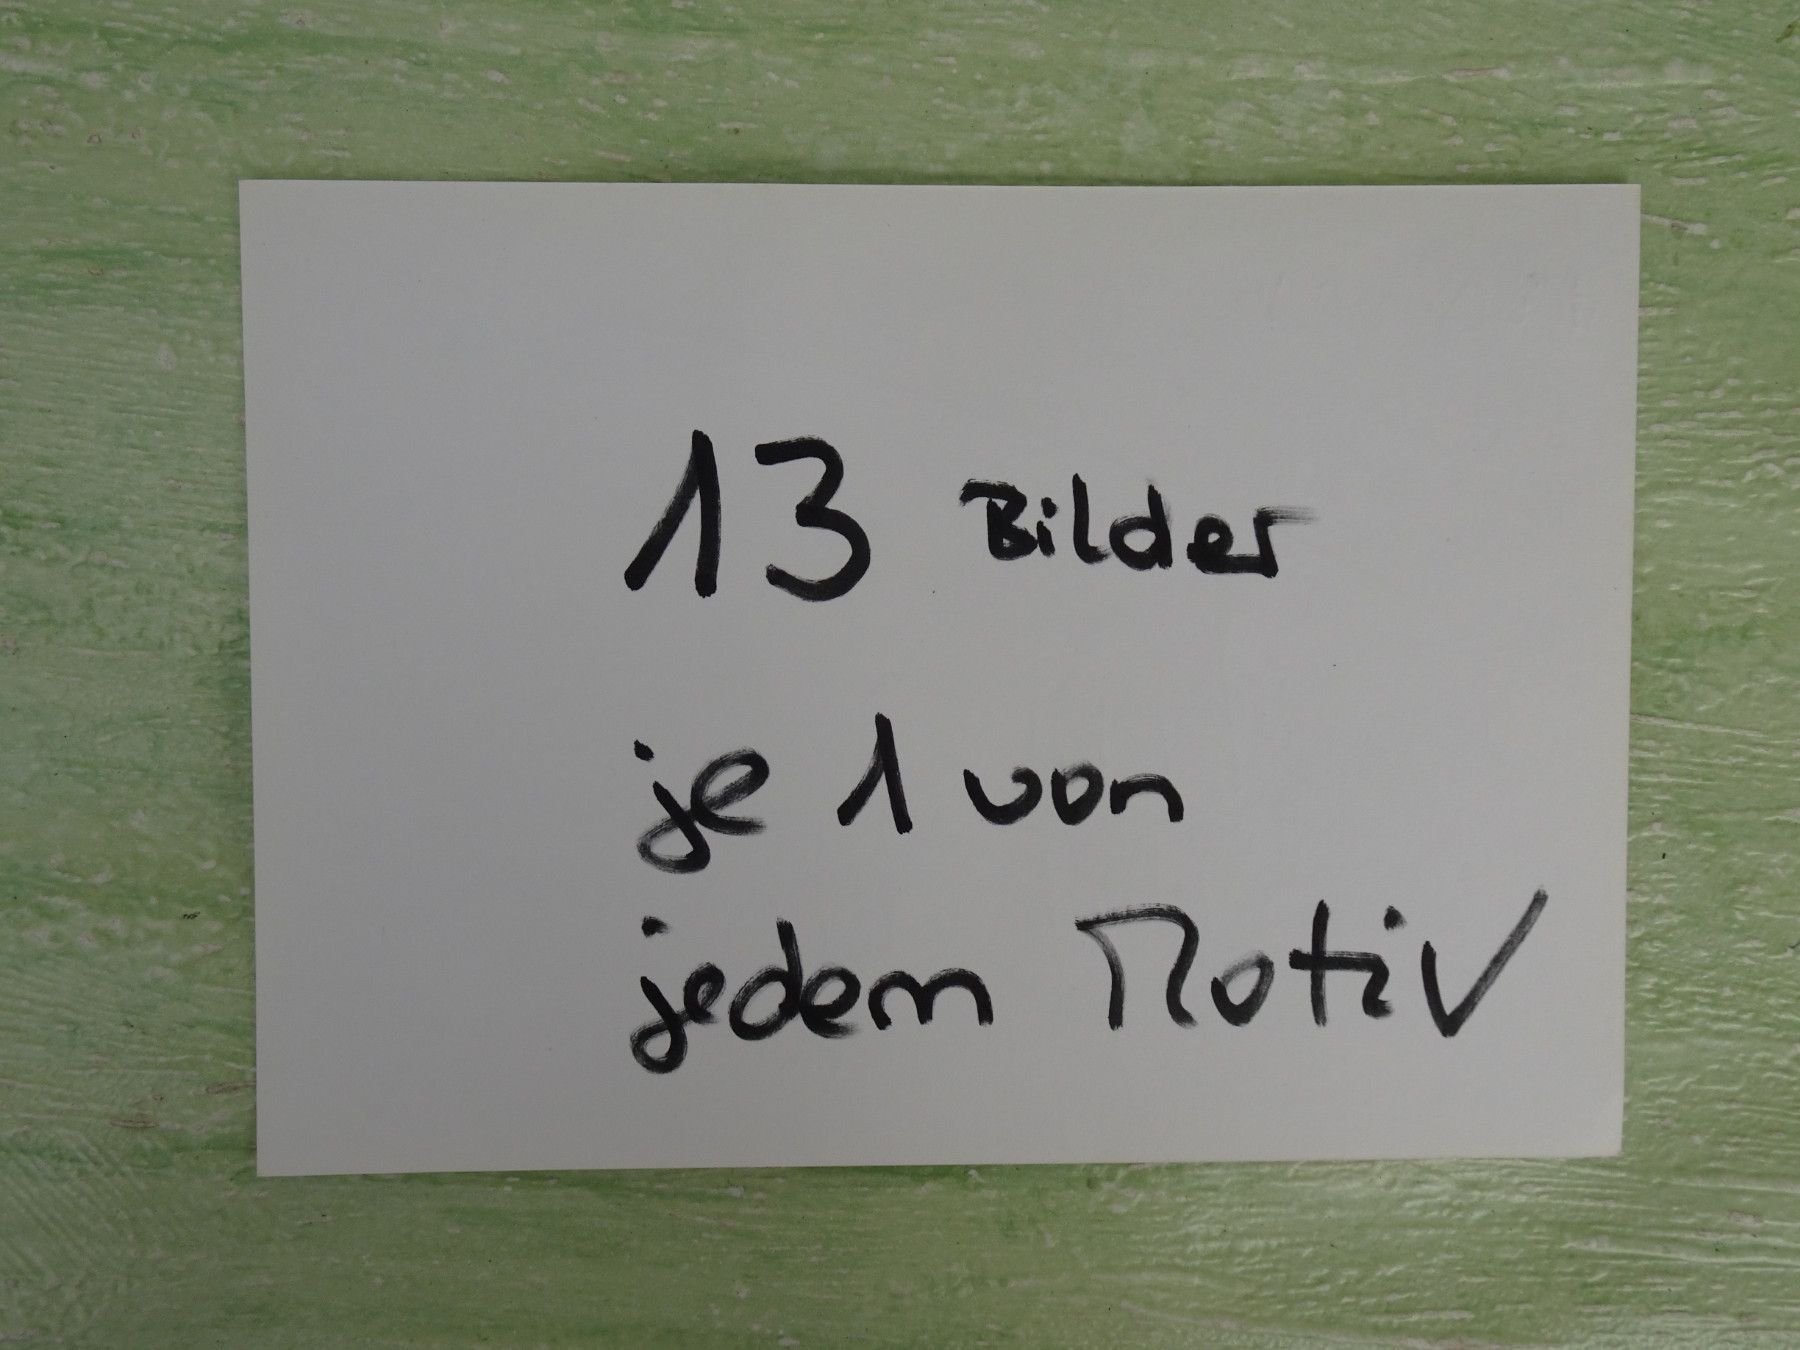 13 Bilder
je 1 von
jedem Motiv